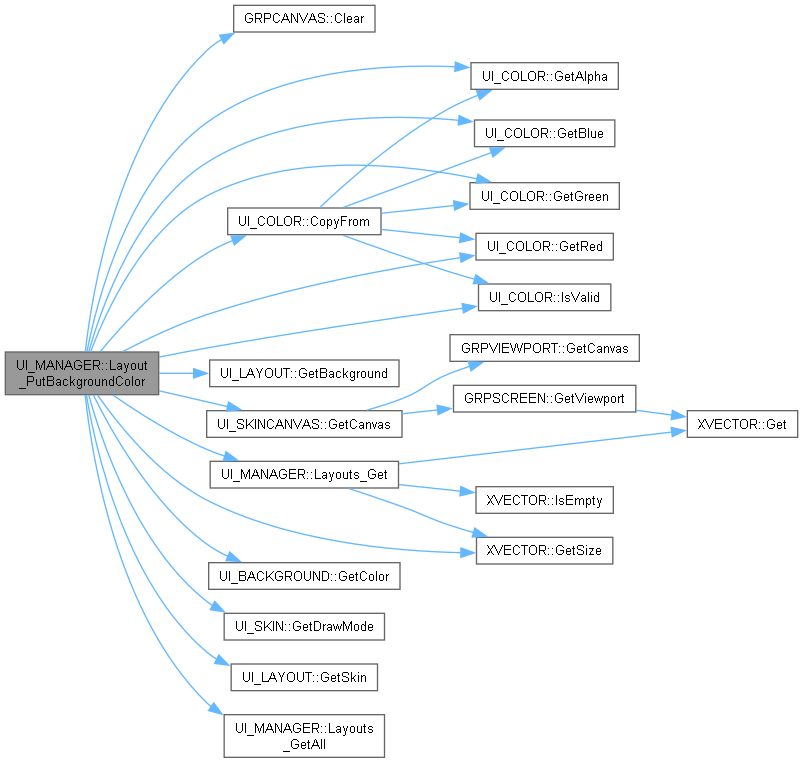 GRPCANVAS::Clear
UI_COLOR::GetAlpha
UI_COLOR::GetBlue
UI_COLOR::GetGreen
UI_COLOR::CopyFrom
UI_COLOR::GetRed
UI_COLOR::IsValid
GRPVIEWPORT::GetCanvas
UI_MANAGER::Layout
_PutBackgroundColor
UI_LAYOUT::GetBackground
GRPSCREEN::GetViewport
UI_SKINCANVAS::GetCanvas
XVECTOR::Get
UI_MANAGER::Layouts_Get
XVECTOR::IsEmpty
XVECTOR::GetSize
UI_BACKGROUND::GetColor
UI_SKIN::GetDrawMode
UI_LAYOUT::GetSkin
UI_MANAGER::Layouts
_GetAll